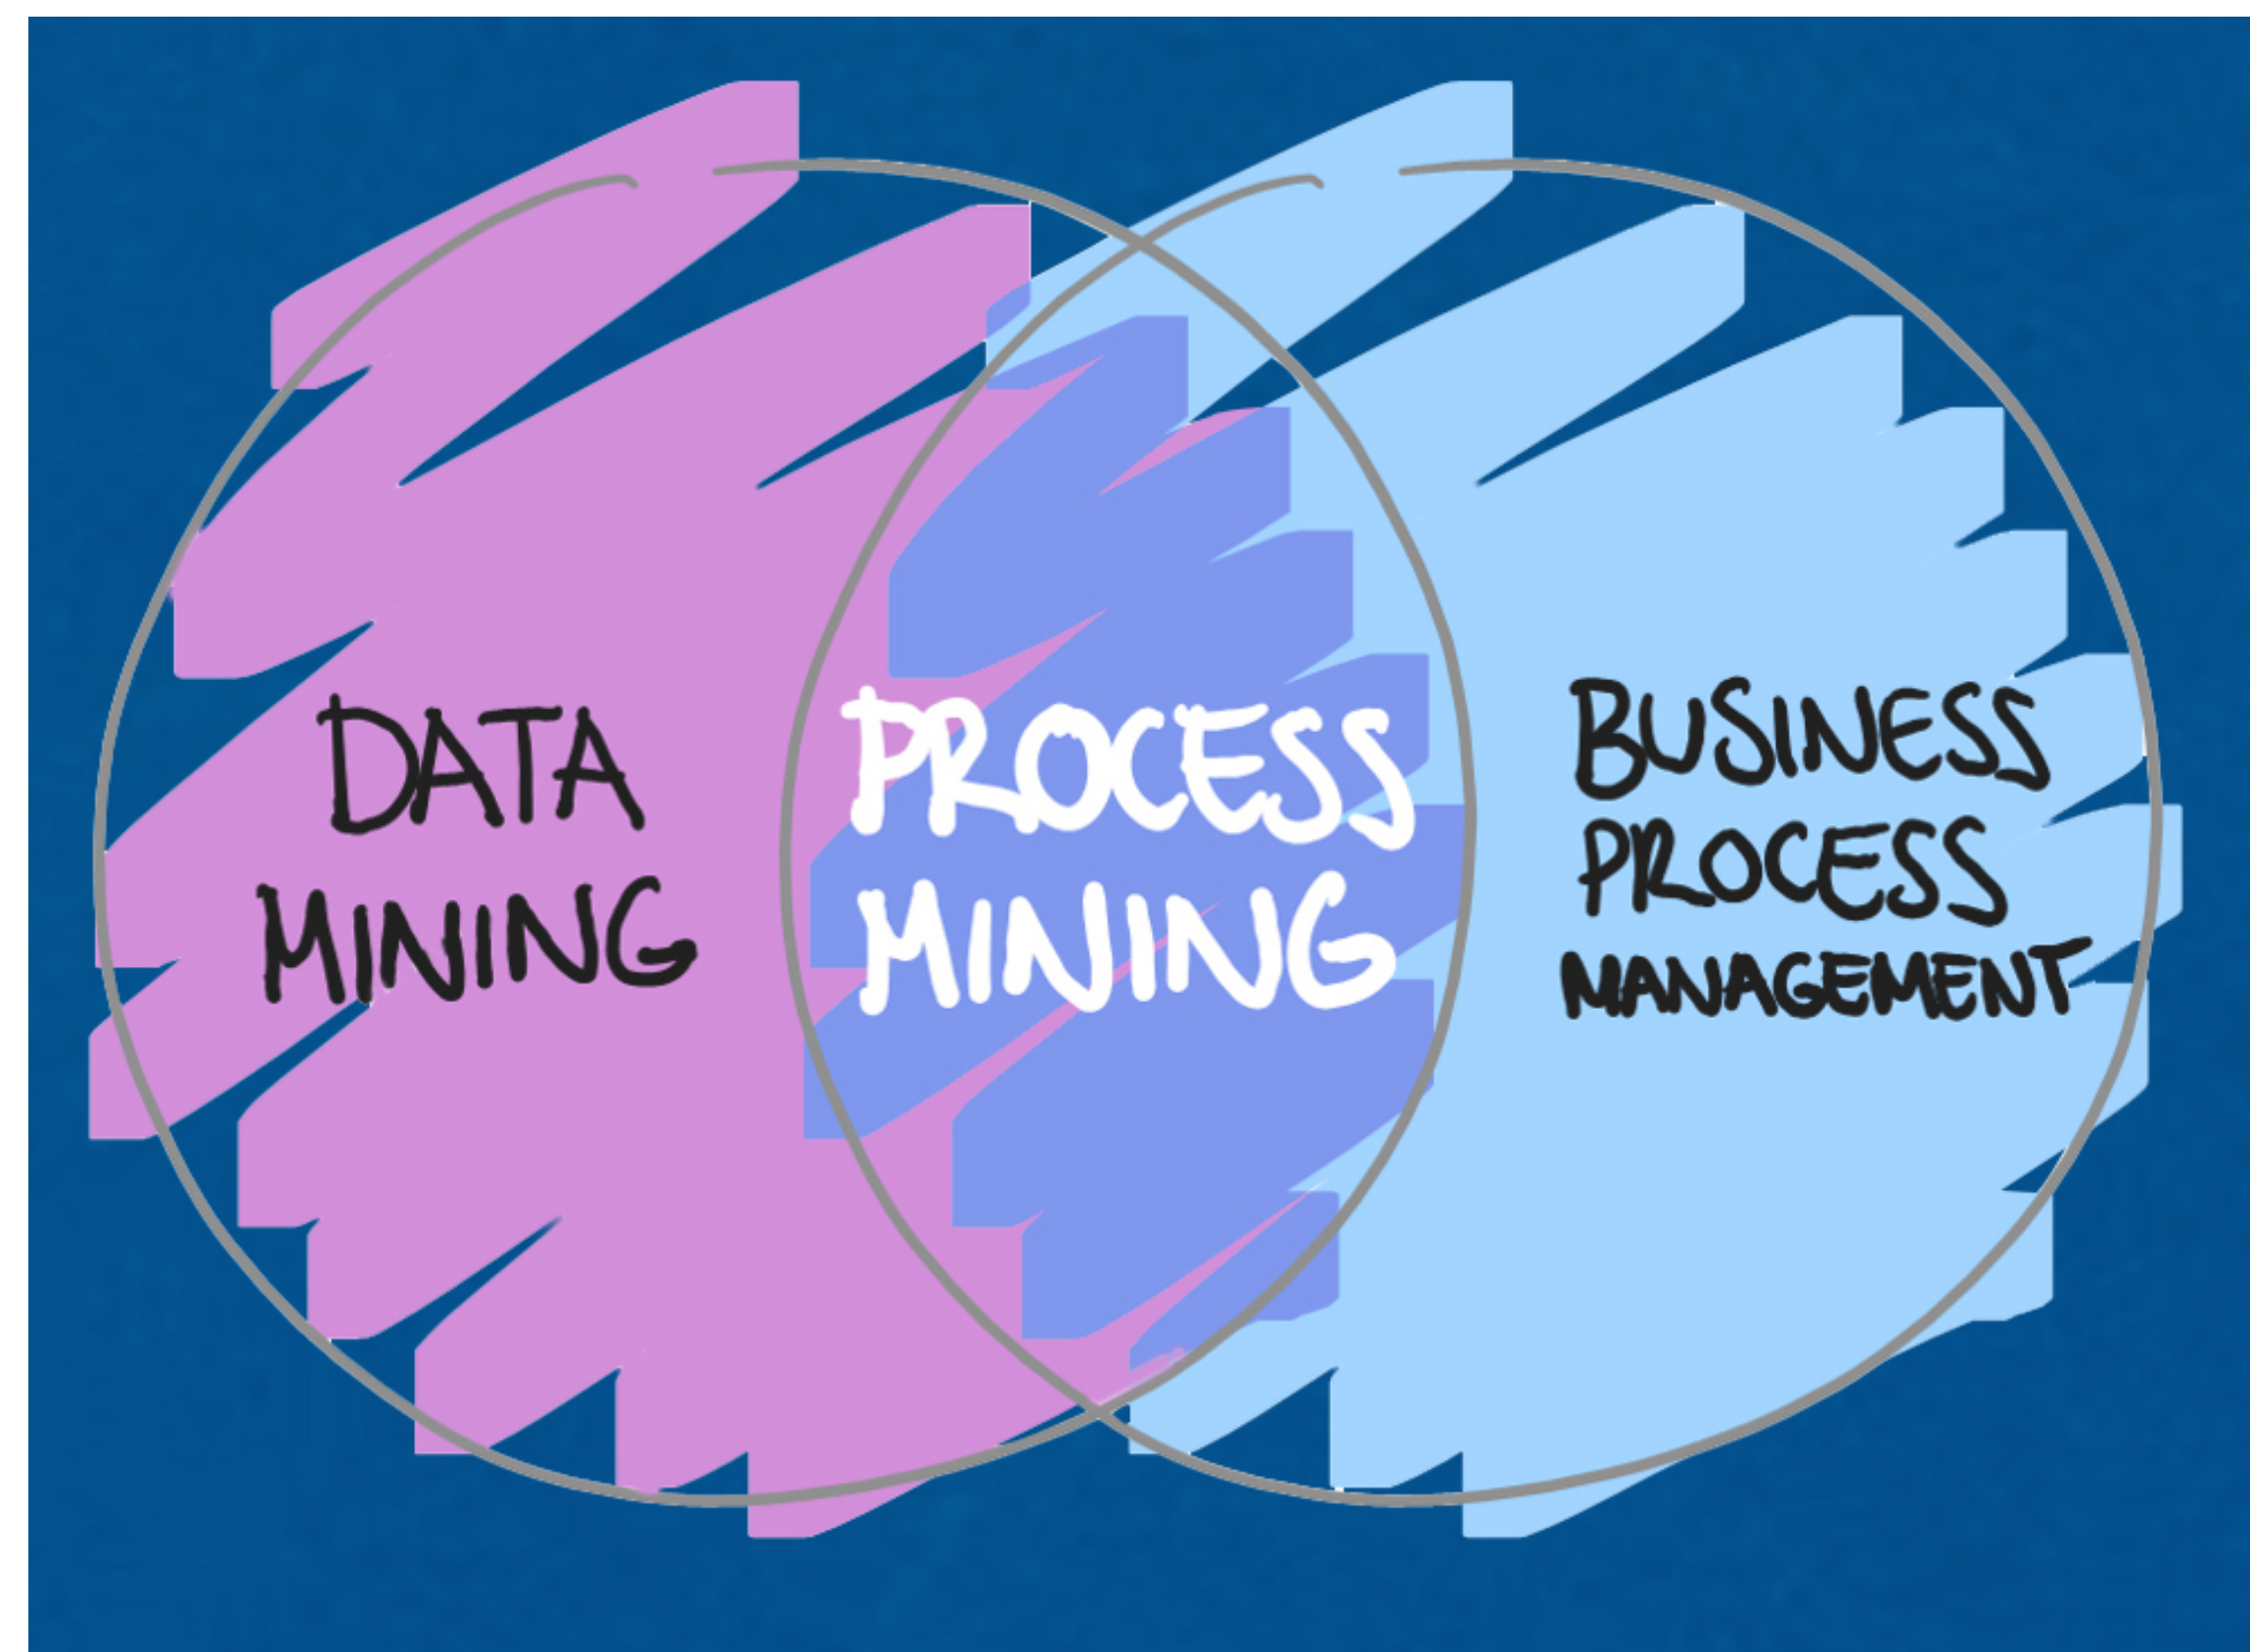 DATA
MINING
PROCESS
MINING
BUSINESS
PROCESS
MANAGEMENT